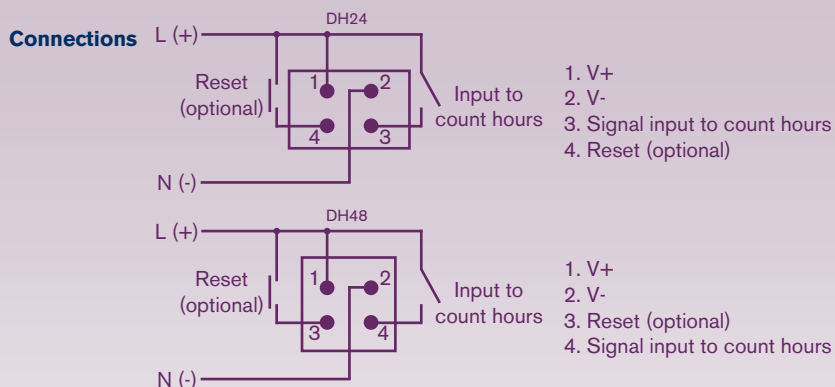 Connections
DH24
L (+)
Reset
(optional)
1
2
4
3
Input to
count hours
N (-)
1. V+
2. V-
3. Signal input to count hours
4. Reset (optional)
DH48
L (+)
Reset
(optional)
1
2
3
4
Input to
count hours
N (-)
1. V+
2. V-
3. Reset (optional)
4. Signal input to count hours